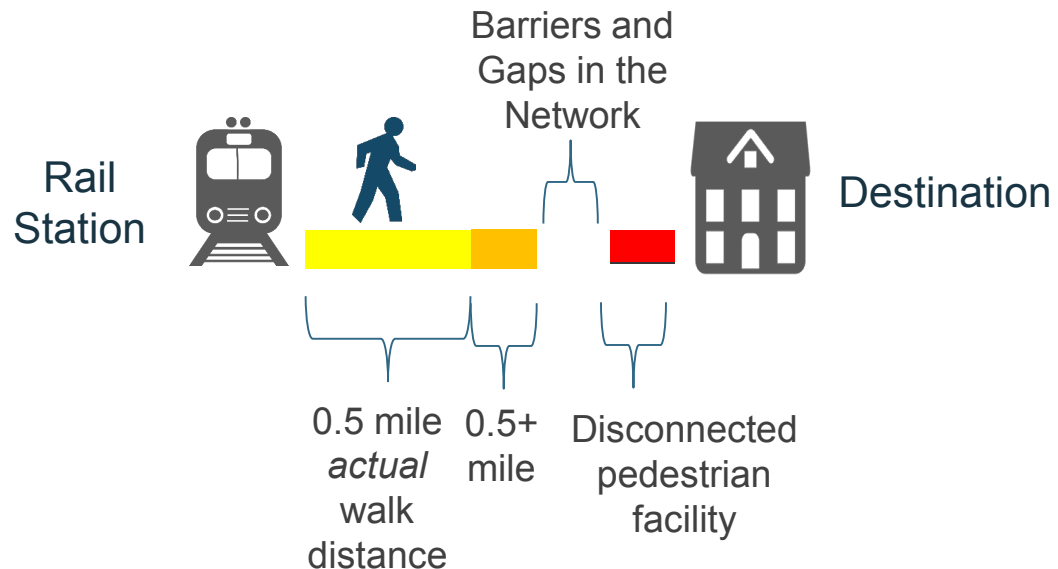 Barriers and
Gaps in the
Network
Rail
Station
Destination
0.5 mile
actual
walk
distance
0.5+
mile
Disconnected
pedestrian
facility